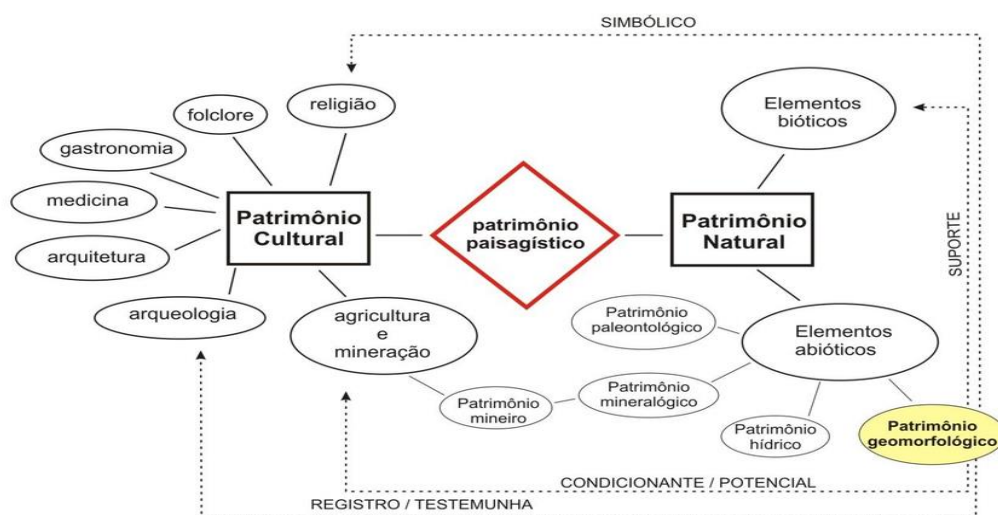 SIMBÓLICO
religião
folclore
gastronomia
medicina
arquitetura
arqueologia
Patrimônio
Cultural
agricultura
e
mineração
patrimônio
paisagístico
Patrimônio
Natural
Elementos
bióticos
SUPORTE
Elementos
abióticos
Patrimônio
paleontológico
Patrimônio
mineralógico
Patrimônio
mineiro
Patrimônio
hídrico
Patrimônio
geomorfológico
CONDICIONANTE / POTENCIAL
REGISTRO / TESTEMUNHA